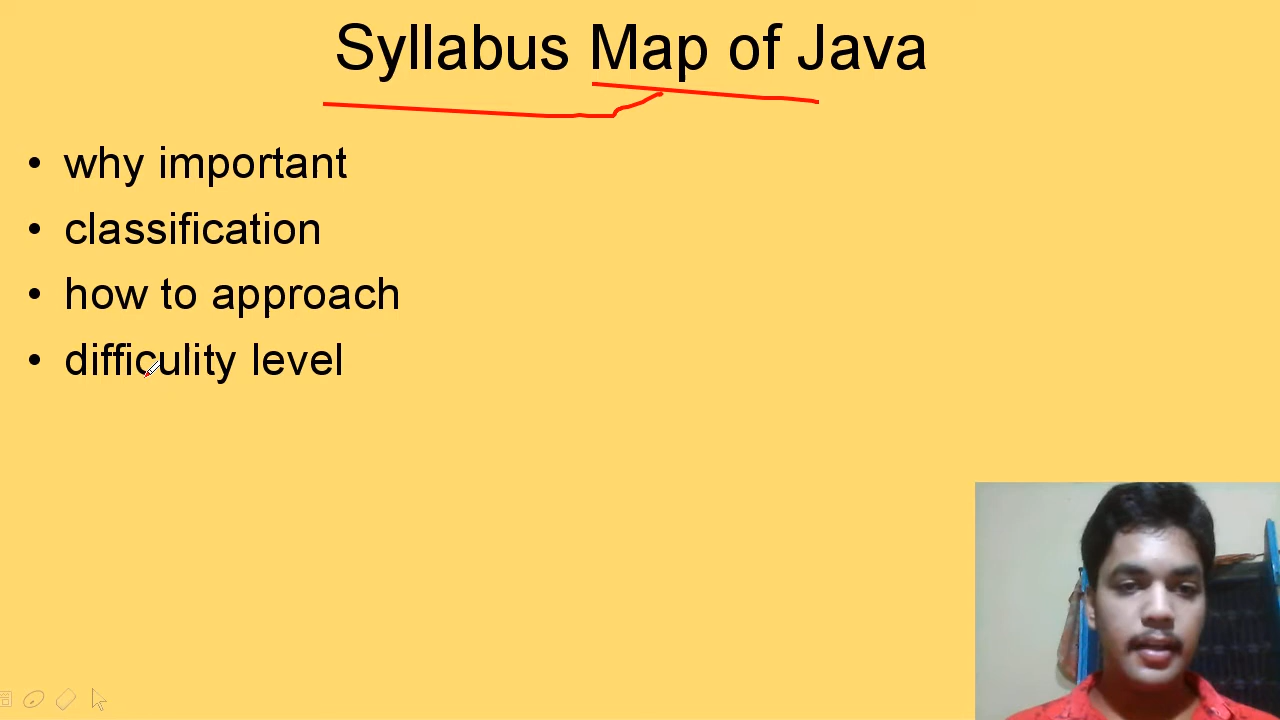 Syllabus Map of Java
• why important
• classification
• how to approach
• difficulity level